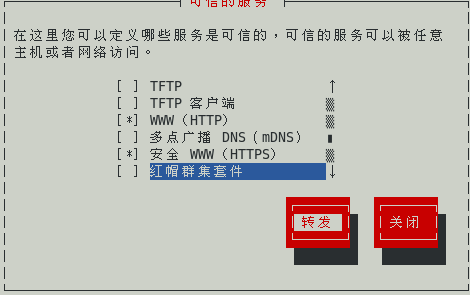 可信的服务
在这里您可以定义哪些服务是可信的，可信的服务可以被任意
主机或者网络访问。
[ ] TFTP
[ ] TFTP 客户端
[*] WWW（HTTP）
[ ] 多点广播 DNS（mDNS）
[*] 安全 WWW（HTTPS）
[ ] 红帽群集套件
转发 关闭